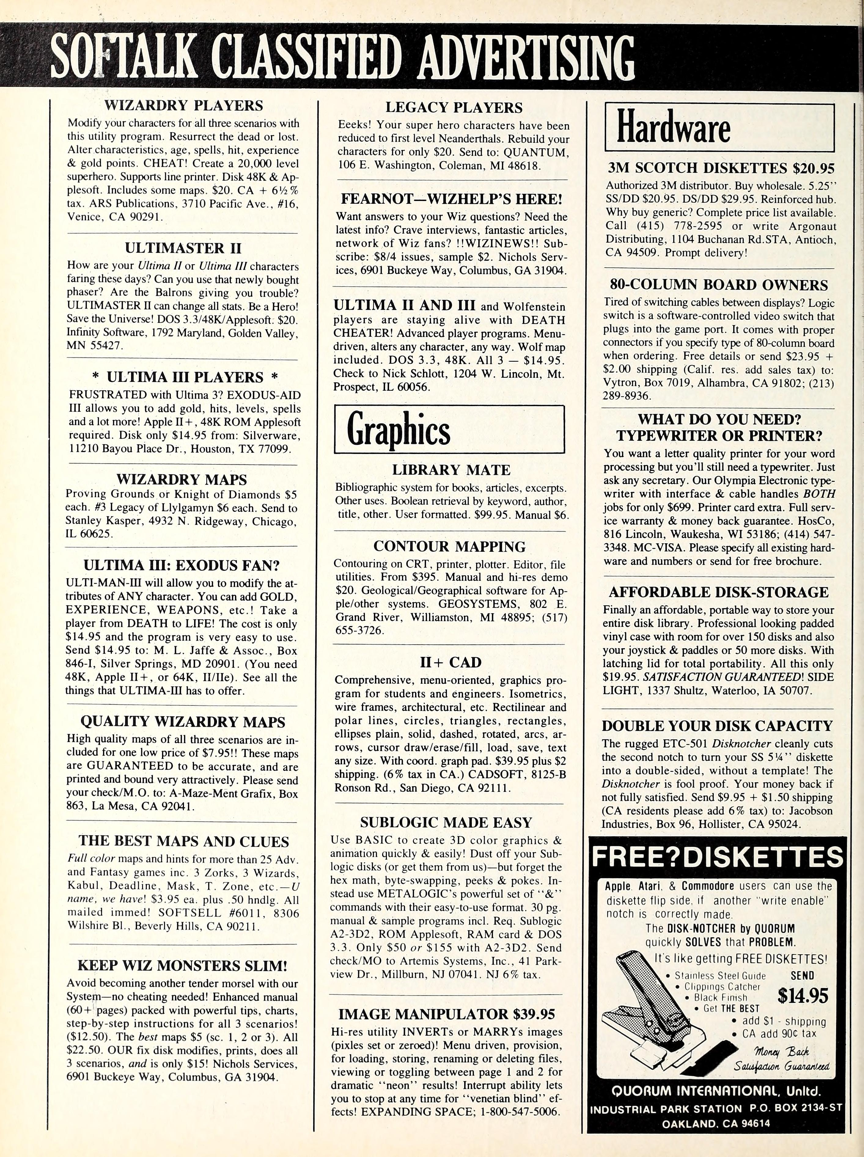 SOFTALK CLASSIFIED ADVERTISING
WIZARDRY PLAYERS
Modify your characters for all three scenarios with
this utility program. Resurrect the dead or lost.
Alter characteristics, age, spells, hit, experience
& gold points. CHEAT! Create a 20,000 level
superhero. Supports line printer. Disk 48K & Ap-
plesoft. Includes some maps. $20. CA + 6½%
tax. ARS Publications, 3710 Pacific Ave., #16,
Venice, CA 90291.
ULTIMASTER II
How are your Ultima II or Ultima III characters
faring these days? Can you use that newly bought
phaser? Are the Balrons giving you trouble?
ULTIMASTER II can change all stats. Be a Hero!
Save the Universe! DOS 3.3/48K/Applesoft. $20.
Infinity Software, 1792 Maryland, Golden Valley,
MN 55427.
* ULTIMA III PLAYERS *
FRUSTRATED with Ultima 3? EXODUS-AID
III allows you to add gold, hits, levels, spells
and a lot more! Apple II+, 48K ROM Applesoft
required. Disk only $14.95 from: Silverware,
11210 Bayou Place Dr., Houston, TX 77099.
WIZARDRY MAPS
Proving Grounds or Knight of Diamonds $5
each. #3 Legacy of Llylgamyn $6 each. Send to
Stanley Kasper, 4932 N. Ridgeway, Chicago,
IL 60625.
ULTIMA III: EXODUS FAN?
ULTI-MAN-III will allow you to modify the at-
tributes of ANY character. You can add GOLD,
EXPERIENCE, WEAPONS, etc.! Take a
player from DEATH to LIFE! The cost is only
$14.95 and the program is very easy to use.
Send $14.95 to: M. L. Jaffe & Assoc., Box
846-I, Silver Springs, MD 20901. (You need
48K, Apple II+, or 64K, II/IIe). See all the
things that ULTIMA-III has to offer.
QUALITY WIZARDRY MAPS
High quality maps of all three scenarios are in-
cluded for one low price of $7.95!! These maps
are GUARANTEED to be accurate, and are
printed and bound very attractively. Please send
your check/M.O. to: A-Maze-Ment Grafix, Box
863, La Mesa, CA 92041.
THE BEST MAPS AND CLUES
Full color maps and hints for more than 25 Adv.
and Fantasy games inc. 3 Zorks, 3 Wizards,
Kabul, Deadline, Mask, T. Zone, etc.—U
name, we have! $3.95 ea. plus .50 hndlg. All
mailed immed! SOFTSELL #6011, 8306
Wilshire Bl., Beverly Hills, CA 90211.
KEEP WIZ MONSTERS SLIM!
Avoid becoming another tender morsel with our
System—no cheating needed! Enhanced manual
(60+ pages) packed with powerful tips, charts,
step-by-step instructions for all 3 scenarios!
($12.50). The best maps $5 (sc. 1, 2 or 3). All
$22.50. OUR fix disk modifies, prints, does all
3 scenarios, and is only $15! Nichols Services,
6901 Buckeye Way, Columbus, GA 31904.
LEGACY PLAYERS
Eeeks! Your super hero characters have been
reduced to first level Neanderthals. Rebuild your
characters for only $20. Send to: QUANTUM,
106 E. Washington, Coleman, MI 48618.
FEARNOT—WIZHELP'S HERE!
Want answers to your Wiz questions? Need the
latest info? Crave interviews, fantastic articles,
network of Wiz fans? !!WIZINEWS!! Sub-
scribe: $8/4 issues, sample $2. Nichols Serv-
ices, 6901 Buckeye Way, Columbus, GA 31904.
ULTIMA II AND III and Wolfenstein
players are staying alive with DEATH
CHEATER! Advanced player programs. Menu-
driven, alters any character, any way. Wolf map
included. DOS 3.3, 48K. All 3 — $14.95.
Check to Nick Schlott, 1204 W. Lincoln, Mt.
Prospect, IL 60056.
Graphics
LIBRARY MATE
Bibliographic system for books, articles, excerpts.
Other uses. Boolean retrieval by keyword, author,
title, other. User formatted. $99.95. Manual $6.
CONTOUR MAPPING
Contouring on CRT, printer, plotter. Editor, file
utilities. From $395. Manual and hi-res demo
$20. Geological/Geographical software for Ap-
ple/other systems. GEOSYSTEMS, 802 E.
Grand River, Williamston, MI 48895; (517)
655-3726.
II+ CAD
Comprehensive, menu-oriented, graphics pro-
gram for students and engineers. Isometrics,
wire frames, architectural, etc. Rectilinear and
polar lines, circles, triangles, rectangles,
ellipses plain, solid, dashed, rotated, arcs, ar-
rows, cursor draw/erase/fill, load, save, text
any size. With coord. graph pad. $39.95 plus $2
shipping. (6% tax in CA.) CADSOFT, 8125-B
Ronson Rd., San Diego, CA 92111.
SUBLOGIC MADE EASY
Use BASIC to create 3D color graphics &
animation quickly & easily! Dust off your Sub-
logic disks (or get them from us)—but forget the
hex math, byte-swapping, peeks & pokes. In-
stead use METALOGIC's powerful set of "&"
commands with their easy-to-use format. 30 pg.
manual & sample programs incl. Req. Sublogic
A2-3D2, ROM Applesoft, RAM card & DOS
3.3. Only $50 or $155 with A2-3D2. Send
check/MO to Artemis Systems, Inc., 41 Park-
view Dr., Millburn, NJ 07041. NJ 6% tax.
IMAGE MANIPULATOR $39.95
Hi-res utility INVERTs or MARRYs images
(pixles set or zeroed)! Menu driven, provision,
for loading, storing, renaming or deleting files,
viewing or toggling between page 1 and 2 for
dramatic "neon" results! Interrupt ability lets
you to stop at any time for "venetian blind" ef-
fects! EXPANDING SPACE; 1-800-547-5006.
Hardware
3M SCOTCH DISKETTES $20.95
Authorized 3M distributor. Buy wholesale. 5.25''
SS/DD $20.95. DS/DD $29.95. Reinforced hub.
Why buy generic? Complete price list available.
Call (415) 778-2595 or write Argonaut
Distributing, 1104 Buchanan Rd.STA, Antioch,
CA 94509. Prompt delivery!
80-COLUMN BOARD OWNERS
Tired of switching cables between displays? Logic
switch is a software-controlled video switch that
plugs into the game port. It comes with proper
connectors if you specify type of 80-column board
when ordering. Free details or send $23.95 +
$2.00 shipping (Calif. res. add sales tax) to:
Vytron, Box 7019, Alhambra, CA 91802; (213)
289-8936.
WHAT DO YOU NEED?
TYPEWRITER OR PRINTER?
You want a letter quality printer for your word
processing but you'll still need a typewriter. Just
ask any secretary. Our Olympia Electronic type-
writer with interface & cable handles BOTH
jobs for only $699. Printer card extra. Full serv-
ice warranty & money back guarantee. HosCo,
816 Lincoln, Waukesha, WI 53186; (414) 547-
3348. MC-VISA. Please specify all existing hard-
ware and numbers or send for free brochure.
AFFORDABLE DISK-STORAGE
Finally an affordable, portable way to store your
entire disk library. Professional looking padded
vinyl case with room for over 150 disks and also
your joystick & paddles or 50 more disks. With
latching lid for total portability. All this only
$19.95. SATISFACTION GUARANTEED! SIDE
LIGHT, 1337 Shultz, Waterloo, IA 50707.
DOUBLE YOUR DISK CAPACITY
The rugged ETC-501 Disknotcher cleanly cuts
the second notch to turn your SS 5¼'' diskette
into a double-sided, without a template! The
Disknotcher is fool proof. Your money back if
not fully satisfied. Send $9.95 + $1.50 shipping
(CA residents please add 6% tax) to: Jacobson
Industries, Box 96, Hollister, CA 95024.
FREE?DISKETTES
Apple, Atari, & Commodore users can use the
diskette flip side, if another "write enable"
notch is correctly made.
The DISK-NOTCHER by QUORUM
quickly SOLVES that PROBLEM.
It's like getting FREE DISKETTES!
• Stainless Steel Guide
• Clippings Catcher
• Black Finish
• Get THE BEST
SEND
$14.95
• add $1 - shipping
• CA add 90¢ tax
Money Back
Satisfaction Guaranteed
QUORUM INTERNATIONAL, Unltd.
INDUSTRIAL PARK STATION P.O. BOX 2134-ST
OAKLAND, CA 94614